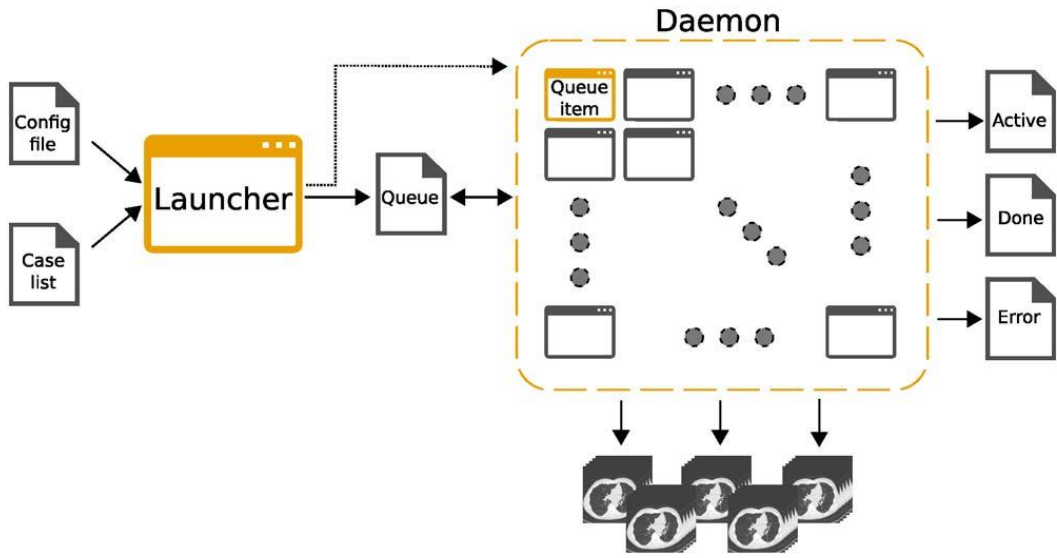 Daemon
Config
file
Case
list
Launcher
Queue
Queue
item
Active
Done
Error